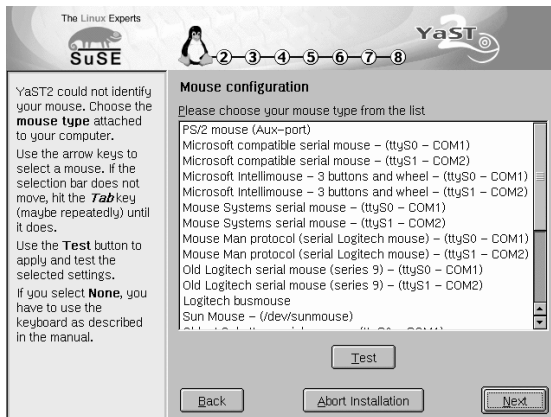 The Linux Experts
SuSE
2 3 4 5 6 7 8
YaST
2
YaST2 could not identify
your mouse. Choose the
mouse type attached
to your computer.
Use the arrow keys to
select a mouse. If the
selection bar does not
move, hit the Tab key
(maybe repeatedly) until
it does.
Use the Test button to
apply and test the
selected settings.
If you select None, you
have to use the
keyboard as described
in the manual.
Mouse configuration
Please choose your mouse type from the list
PS/2 mouse (Aux-port)
Microsoft compatible serial mouse - (ttyS0 - COM1)
Microsoft compatible serial mouse - (ttyS1 - COM2)
Microsoft Intellimouse - 3 buttons and wheel - (ttyS0 - COM1)
Microsoft Intellimouse - 3 buttons and wheel - (ttyS1 - COM2)
Mouse Systems serial mouse - (ttyS0 - COM1)
Mouse Systems serial mouse - (ttyS1 - COM2)
Mouse Man protocol (serial Logitech mouse) - (ttyS0 - COM1)
Mouse Man protocol (serial Logitech mouse) - (ttyS1 - COM2)
Old Logitech serial mouse (series 9) - (ttyS0 - COM1)
Old Logitech serial mouse (series 9) - (ttyS1 - COM2)
Logitech busmouse
Sun Mouse - (/dev/sunmouse)
Test
Back
Abort Installation
Next